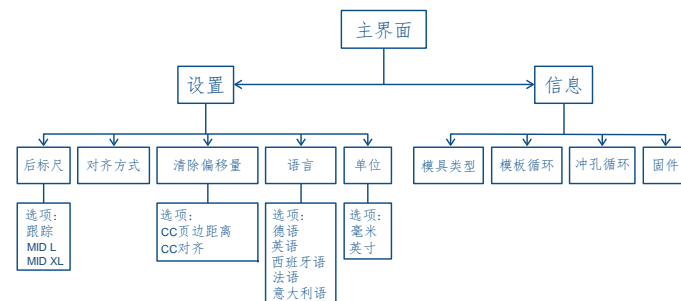 主界面
设置
信息
后标尺
对齐方式
清除偏移量
语言
单位
模具类型
模板循环
冲孔循环
固件
选项:
跟踪
MID L
MID XL
选项:
CC页边距离
CC对齐
选项:
德语
英语
西班牙语
法语
意大利语
选项:
毫米
英寸